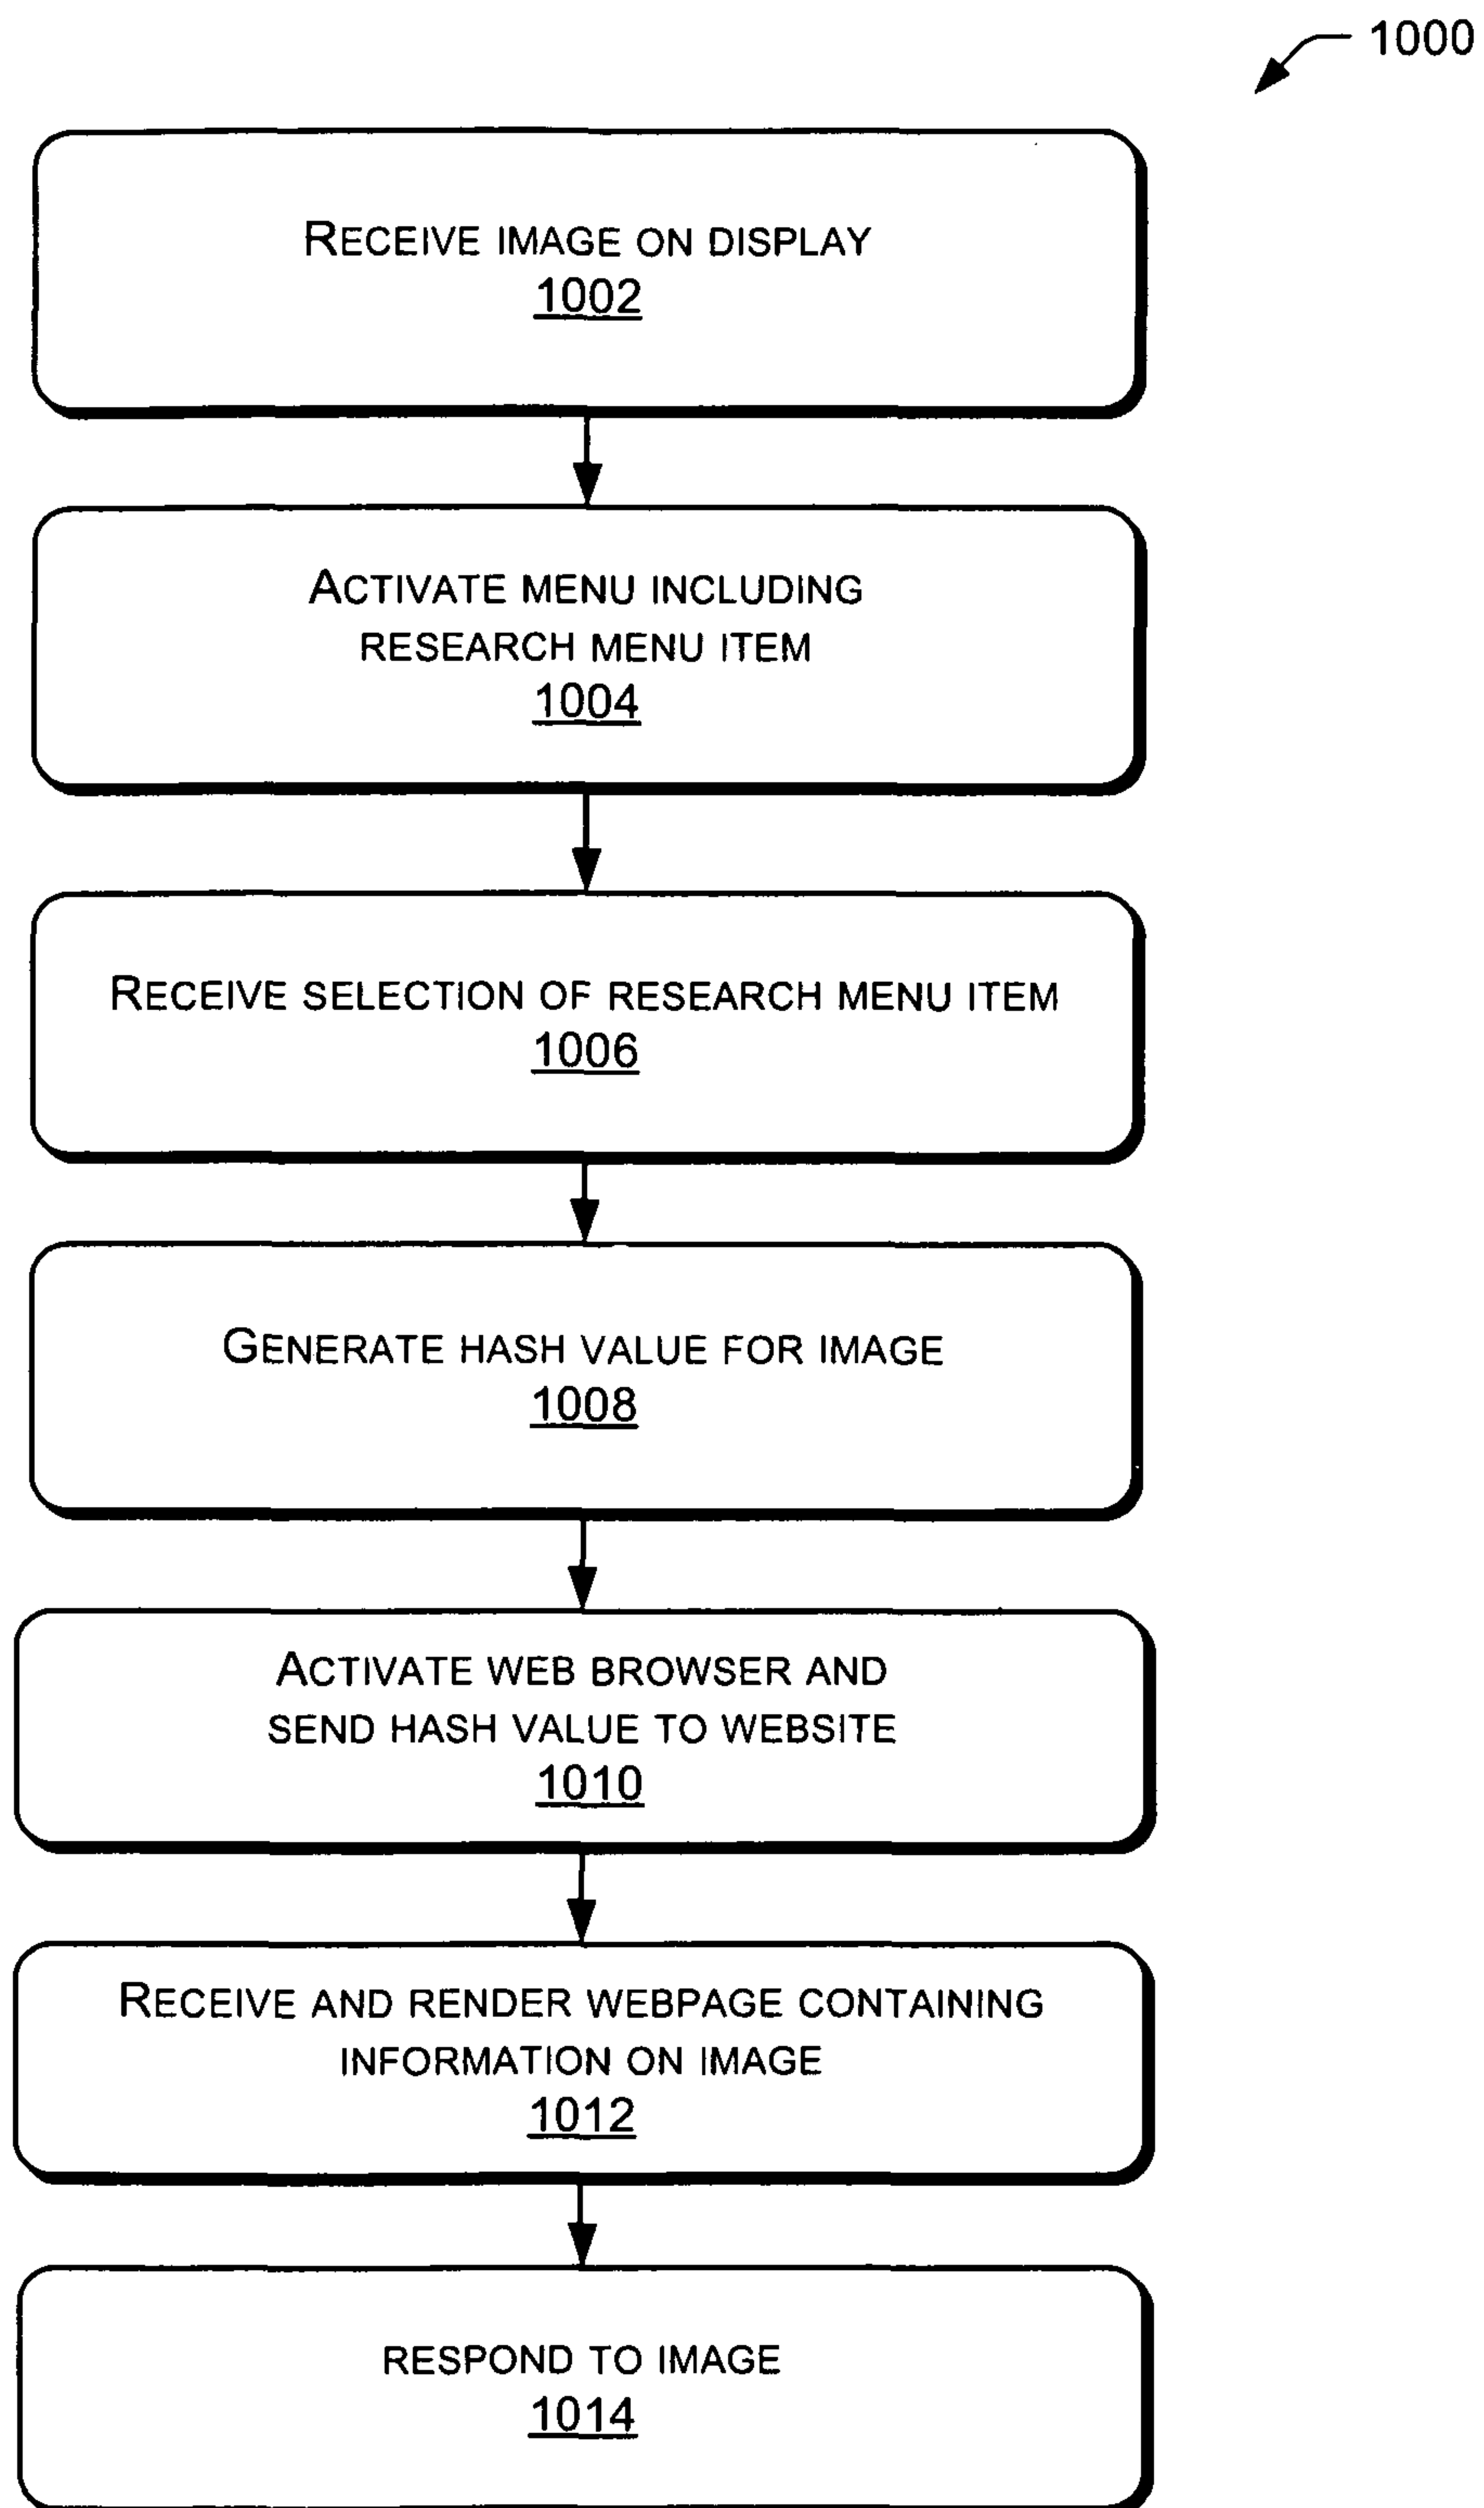 1000
RECEIVE IMAGE ON DISPLAY
1002
ACTIVATE MENU INCLUDING
RESEARCH MENU ITEM
1004
RECEIVE SELECTION OF RESEARCH MENU ITEM
1006
GENERATE HASH VALUE FOR IMAGE
1008
ACTIVATE WEB BROWSER AND
SEND HASH VALUE TO WEBSITE
1010
RECEIVE AND RENDER WEBPAGE CONTAINING
INFORMATION ON IMAGE
1012
RESPOND TO IMAGE
1014